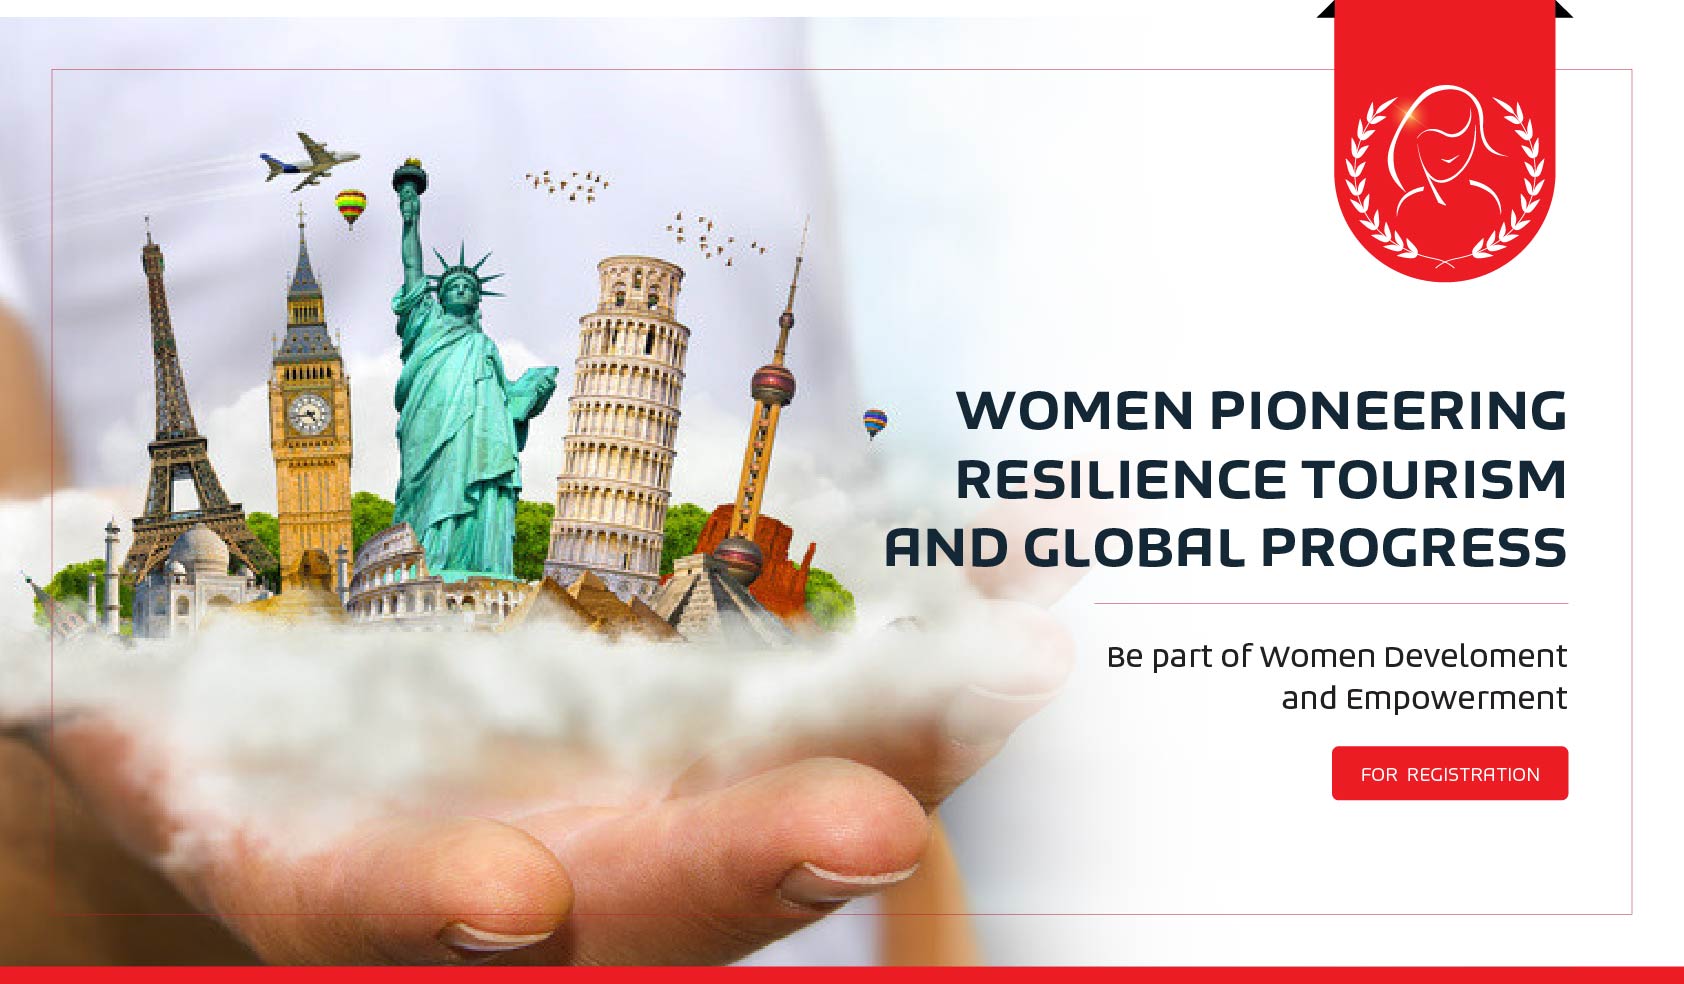 WOMEN PIONEERING
RESILIENCE TOURISM
AND GLOBAL PROGRESS
Be part of Women Develoment
and Empowerment
FOR REGISTRATION